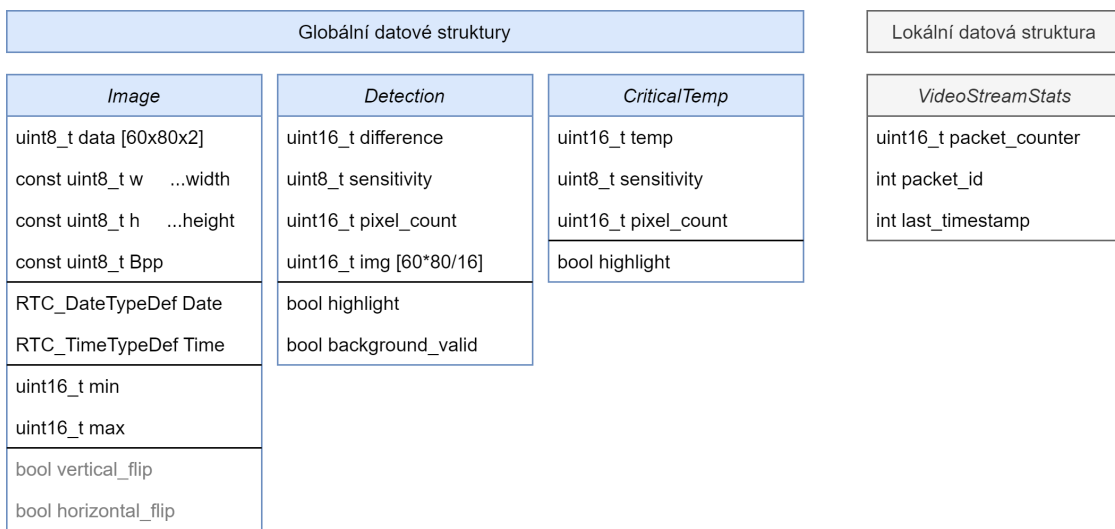 Globální datové struktury
Lokální datová struktura
Image
uint8_t data [60x80x2]
const uint8_t w ...width
const uint8_t h ...height
const uint8_t Bpp
RTC_DateTypeDef Date
RTC_TimeTypeDef Time
uint16_t min
uint16_t max
bool vertical_flip
bool horizontal_flip
Detection
uint16_t difference
uint8_t sensitivity
uint16_t pixel_count
uint16_t img [60*80/16]
bool highlight
bool background_valid
CriticalTemp
uint16_t temp
uint8_t sensitivity
uint16_t pixel_count
bool highlight
VideoStreamStats
uint16_t packet_counter
int packet_id
int last_timestamp